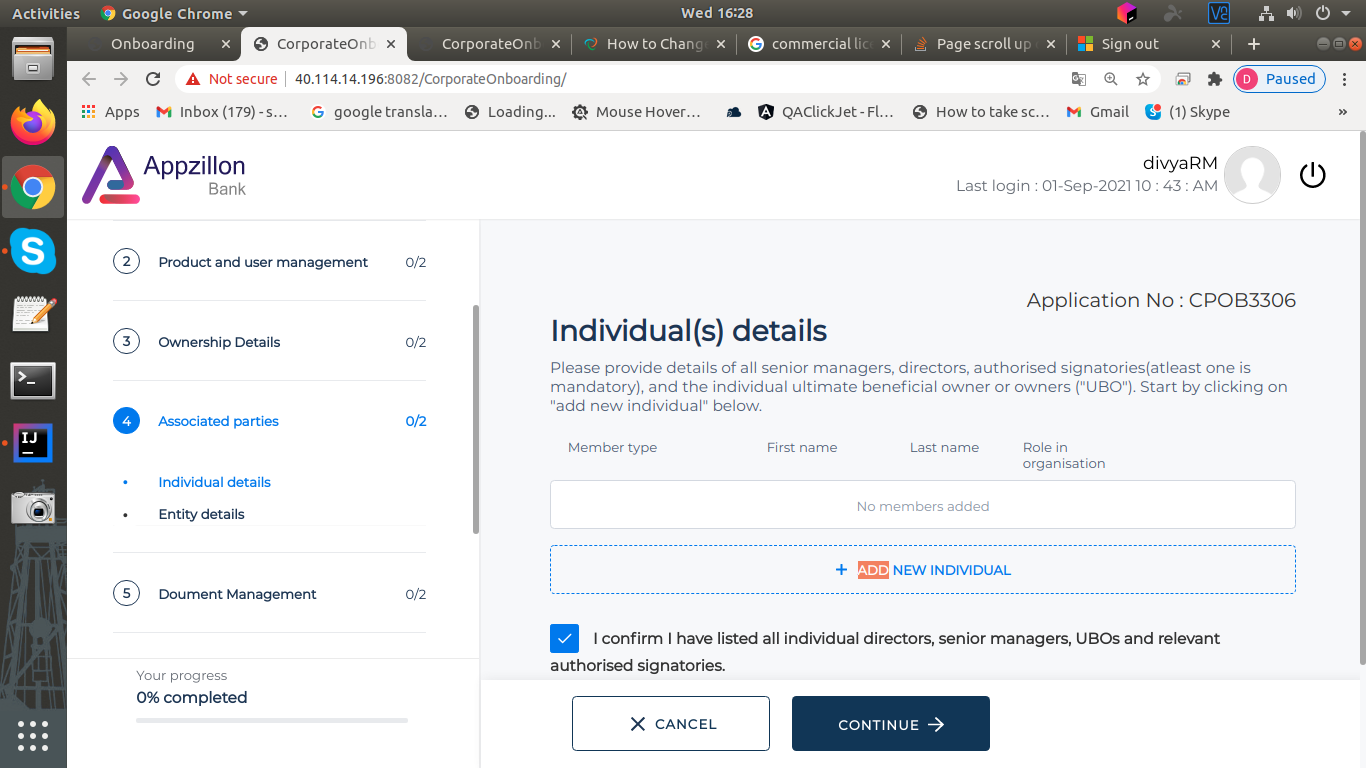 Activities
Google Chrome
Wed 16:28
Onboarding
CorporateOnb
CorporateOnb
How to Change
commercial lice
Page scroll up
Sign out
Not secure
40.114.14.196:8082/CorporateOnboarding/
D
Paused
Apps
Inbox (179) - s...
google transla...
Loading...
Mouse Hover...
QAClickJet - Fl...
How to take sc...
Gmail
(1) Skype
»
Appzillon
Bank
divyaRM
Last login : 01-Sep-2021 10 : 43 : AM
2 Product and user management 0/2
3 Ownership Details 0/2
4 Associated parties 0/2
• Individual details
• Entity details
5 Doument Management 0/2
Your progress
0% completed
Application No : CPOB3306
Individual(s) details
Please provide details of all senior managers, directors, authorised signatories(atleast one is
mandatory), and the individual ultimate beneficial owner or owners ("UBO"). Start by clicking on
"add new individual" below.
Member type First name Last name Role in
organisation
No members added
+ ADD NEW INDIVIDUAL
I confirm I have listed all individual directors, senior managers, UBOs and relevant
authorised signatories.
CANCEL
CONTINUE